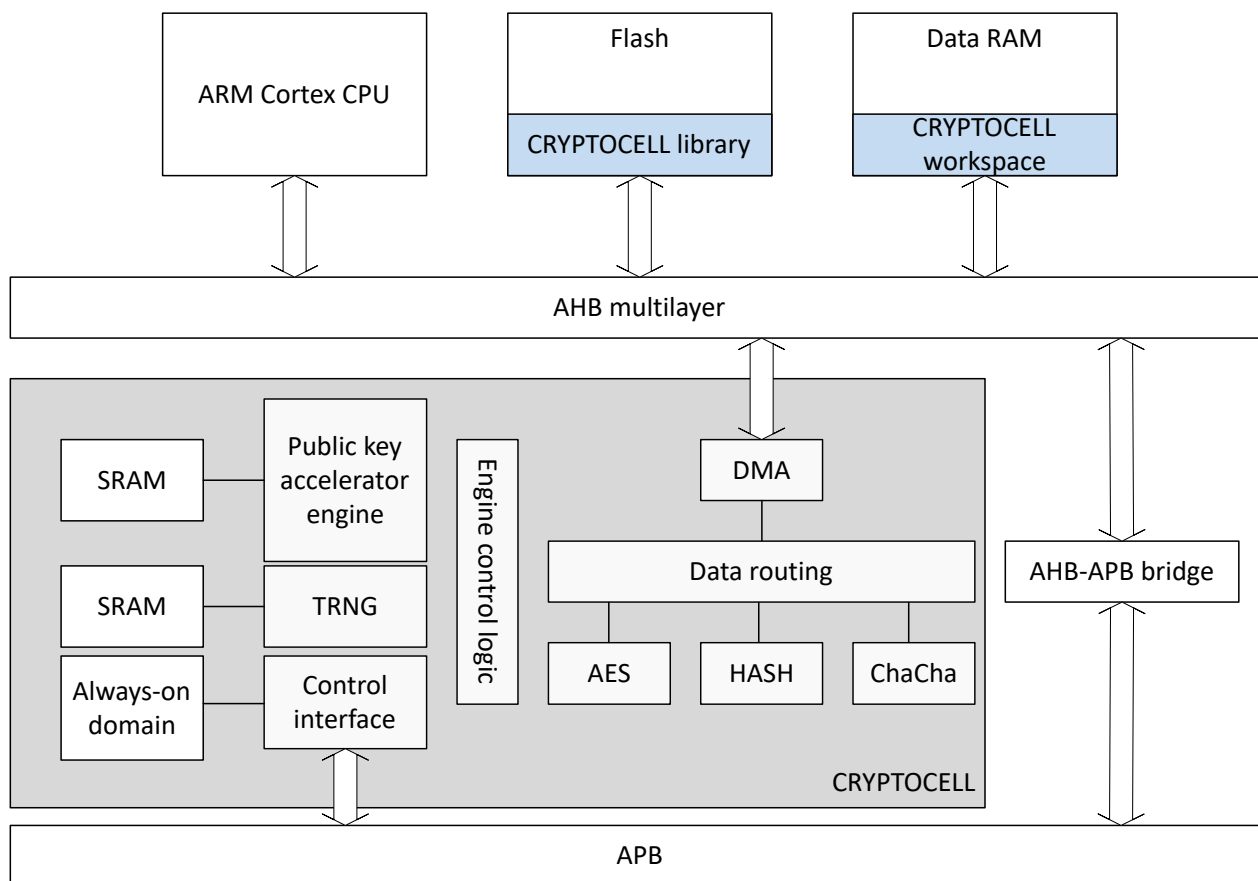 ARM Cortex CPU
Flash
CRYPTOCELL library
Data RAM
CRYPTOCELL
workspace
AHB multilayer
SRAM
Public key
accelerator
engine
SRAM
TRNG
Always-on
domain
Control
interface
Engine control logic
DMA
Data routing
AES
HASH
ChaCha
CRYPTOCELL
AHB-APB bridge
APB